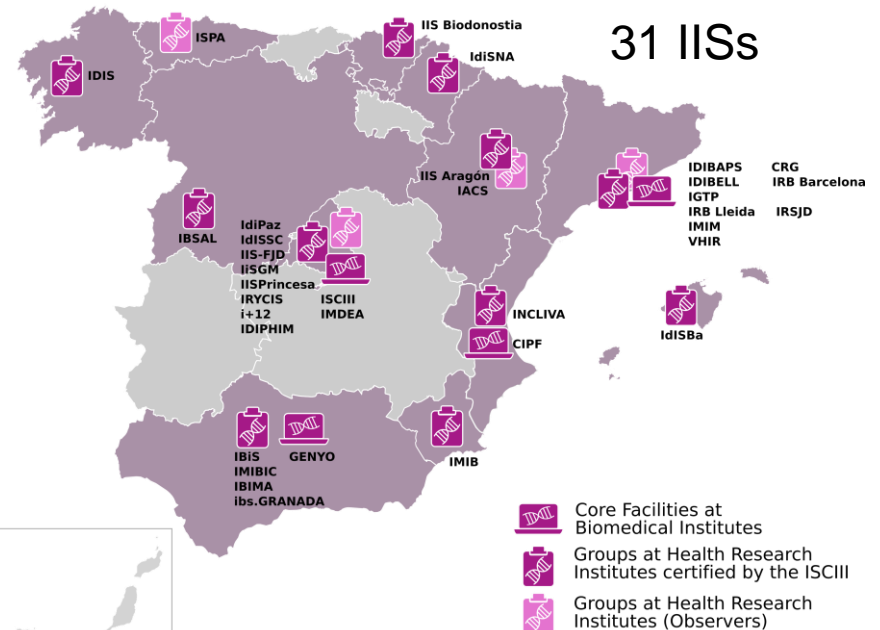 31 IISs
ISPA
IIS Biodonostia
IdiSNA
IDIS
IIS Aragón
IACS
IDIBAPS CRG
IDIBELL IRB Barcelona
IGTP
IRB Lleida IRSJD
IMIM
VHIR
IBSAL
IdiPaz
IdISSC
IIS-FJD
IiSGM
IISPrincesa
IRYCIS ISCIII
i+12 IMDEA
IDIPHIM
INCLIVA
CIPF
IdISBa
IBiS GENYO
IMIBIC
IBIMA
ibs.GRANADA
IMIB
Core Facilities at
Biomedical Institutes
Groups at Health Research
Institutes certified by the ISCIII
Groups at Health Research
Institutes (Observers)